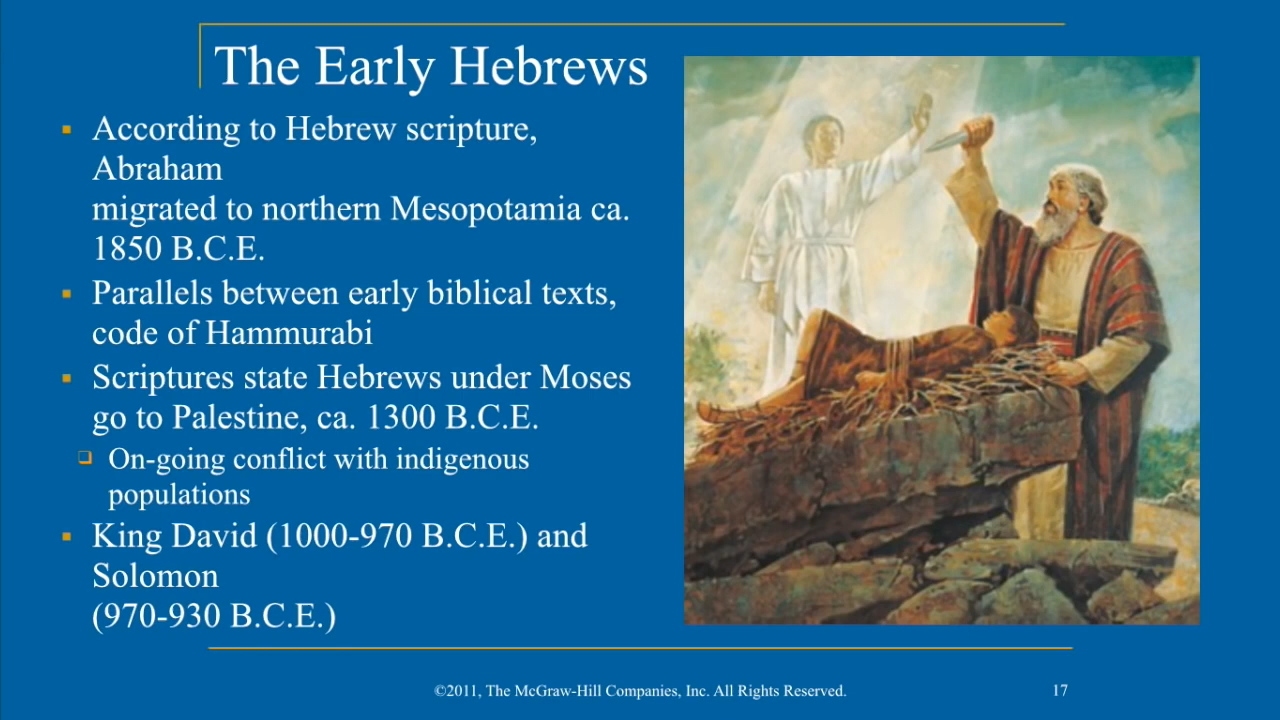 The Early Hebrews
According to Hebrew scripture,
Abraham
migrated to northern Mesopotamia ca.
1850 B.C.E.
Parallels between early biblical texts,
code of Hammurabi
Scriptures state Hebrews under Moses
go to Palestine, ca. 1300 B.C.E.
On-going conflict with indigenous
populations
King David (1000-970 B.C.E.) and
Solomon
(970-930 B.C.E.)
©2011, The McGraw-Hill Companies, Inc. All Rights Reserved.
17